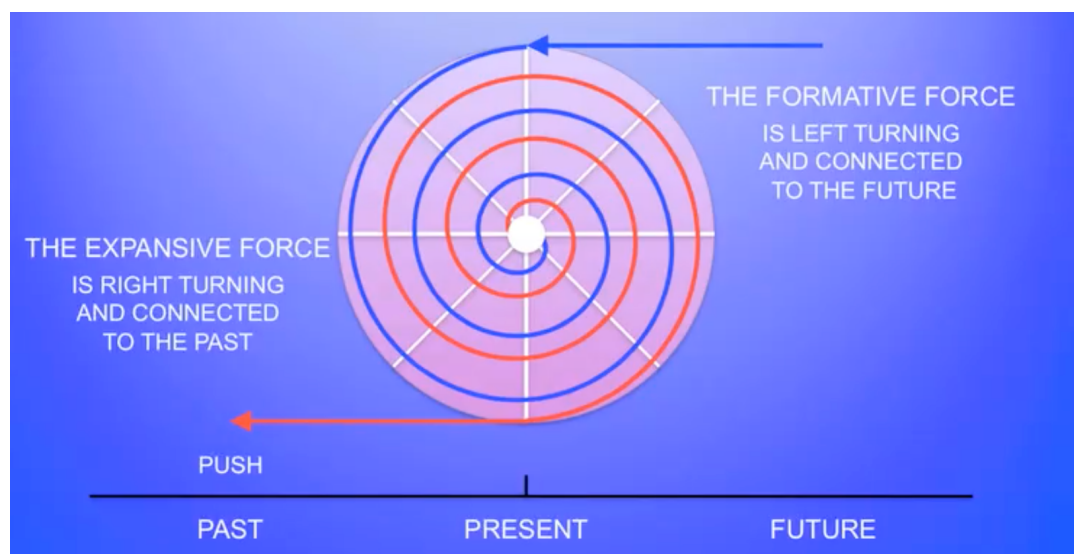 THE FORMATIVE FORCE
IS LEFT TURNING
AND CONNECTED
TO THE FUTURE
THE EXPANSIVE FORCE
IS RIGHT TURNING
AND CONNECTED
TO THE PAST
PUSH
PAST PRESENT FUTURE